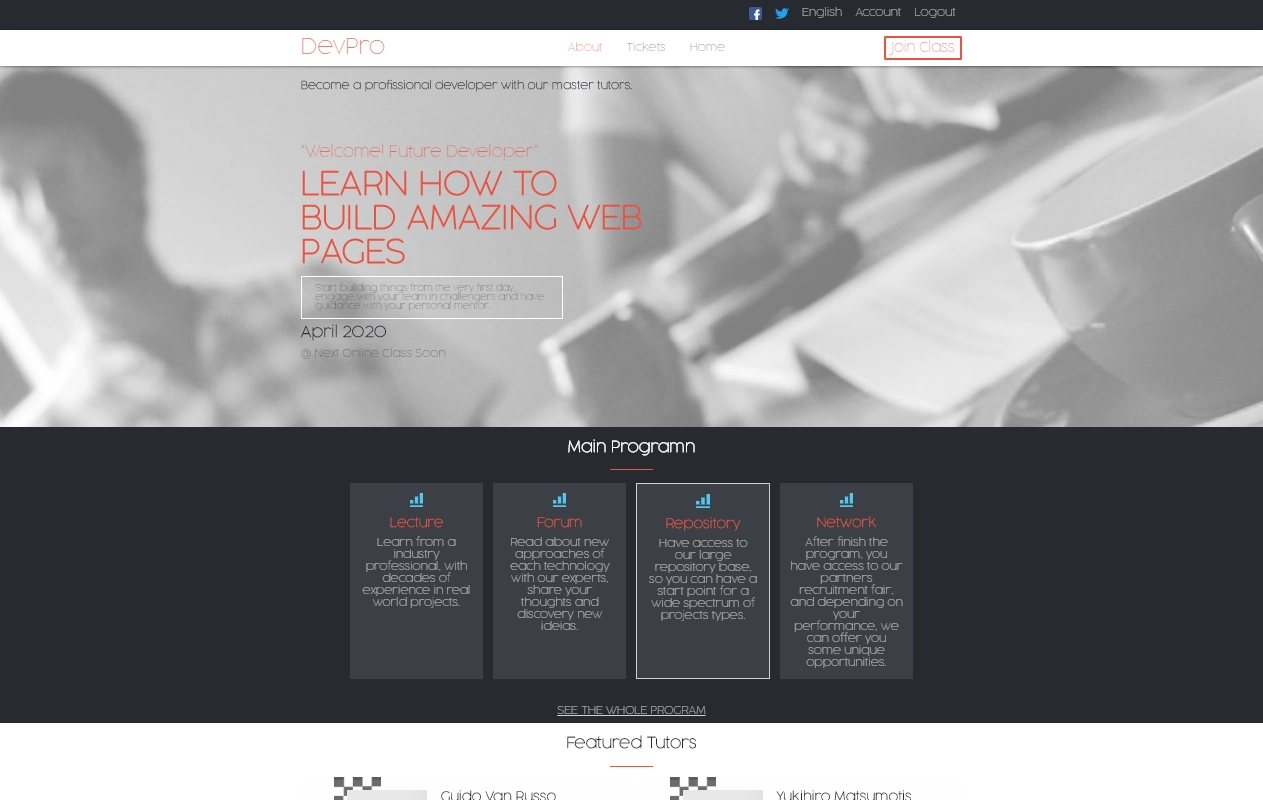 English Account Logout
DevPro
About Tickets Home
Join Class
Become a profissional developer with our master tutors.
"Welcome! Future Developer"
LEARN HOW TO
BUILD AMAZING WEB
PAGES
Start building things from the very first day,
engage with your team in challengers and have
guidance with your personal mentor.
April 2020
@ Next Online Class Soon
Main Programn
Lecture
Learn from a
industry
professional, with
decades of
experience in real
world projects.
Forum
Read about new
approaches of
each technology
with our experts,
share your
thoughts and
discovery new
ideias.
Repository
Have access to
our large
repository base,
so you can have a
start point for a
wide spectrum of
projects types.
Network
After finish the
program, you
have access to our
partners
recruitment fair,
and depending on
your
performance, we
can offer you
some unique
opportunities.
SEE THE WHOLE PROGRAM
Featured Tutors
Guido Van Russo
Yukihiro Matsumotis